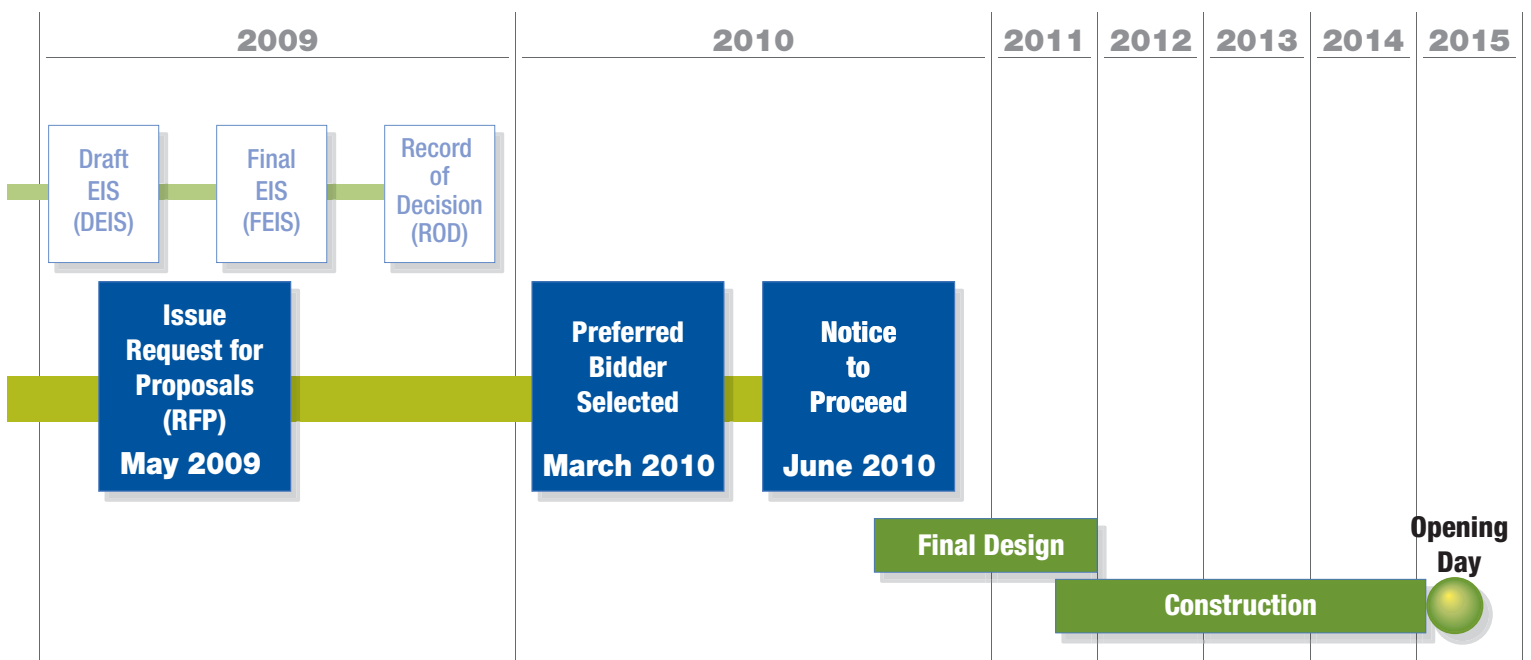 2009
2010
2011
2012
2013
2014
2015
Draft
EIS
(DEIS)
Final
EIS
(FEIS)
Record
of
Decision
(ROD)
Issue
Request for
Proposals
(RFP)
May 2009
Preferred
Bidder
Selected
March 2010
Notice
to
Proceed
June 2010
Final Design
Opening
Day
Construction